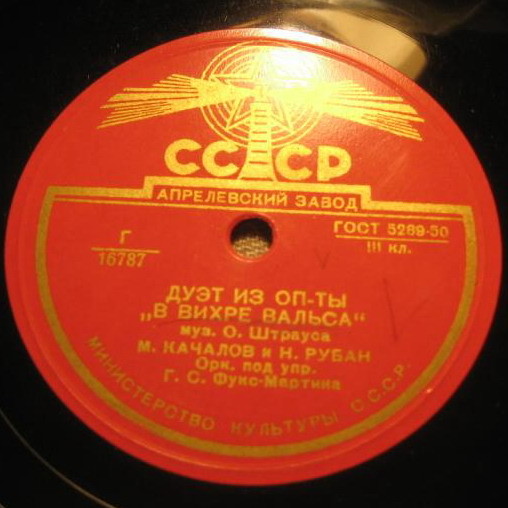 СССР
АПРЕЛЕВСКИЙ ЗАВОД
ГОСТ 5289-50
III кл.
Г
16787
ДУЭТ ИЗ ОП-ТЫ
„В ВИХРЕ ВАЛЬСА“
муз. О. Штрауса
М. КАЧАЛОВ и Н. РУБАН
Орк. под упр.
Г. С. Фукс-Мартина
МИНИСТЕРСТВО КУЛЬТУРЫ С.С.С.Р.